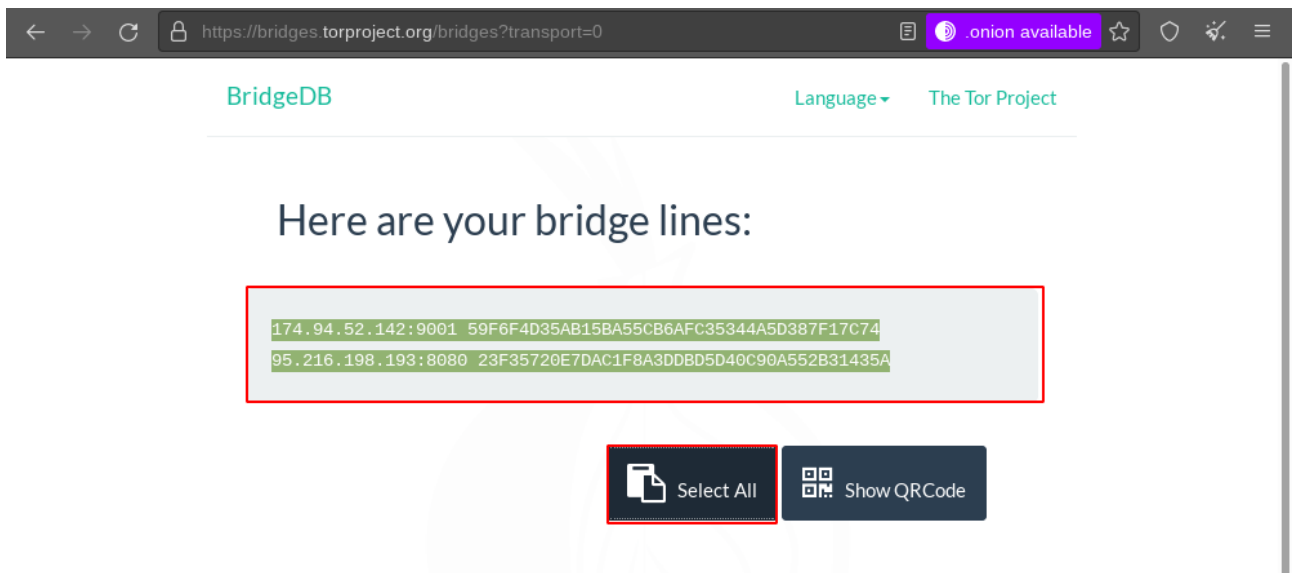 https://bridges.torproject.org/bridges?transport=0
.onion available
BridgeDB
Language
The Tor Project
Here are your bridge lines:
174.94.52.142:9001 59F6F4D35AB15BA55CB6AFC35344A5D387F17C74
95.216.198.193:8080 23F35720E7DAC1F8A3DDBD5D40C90A552B31435A
Select All
Show QRCode